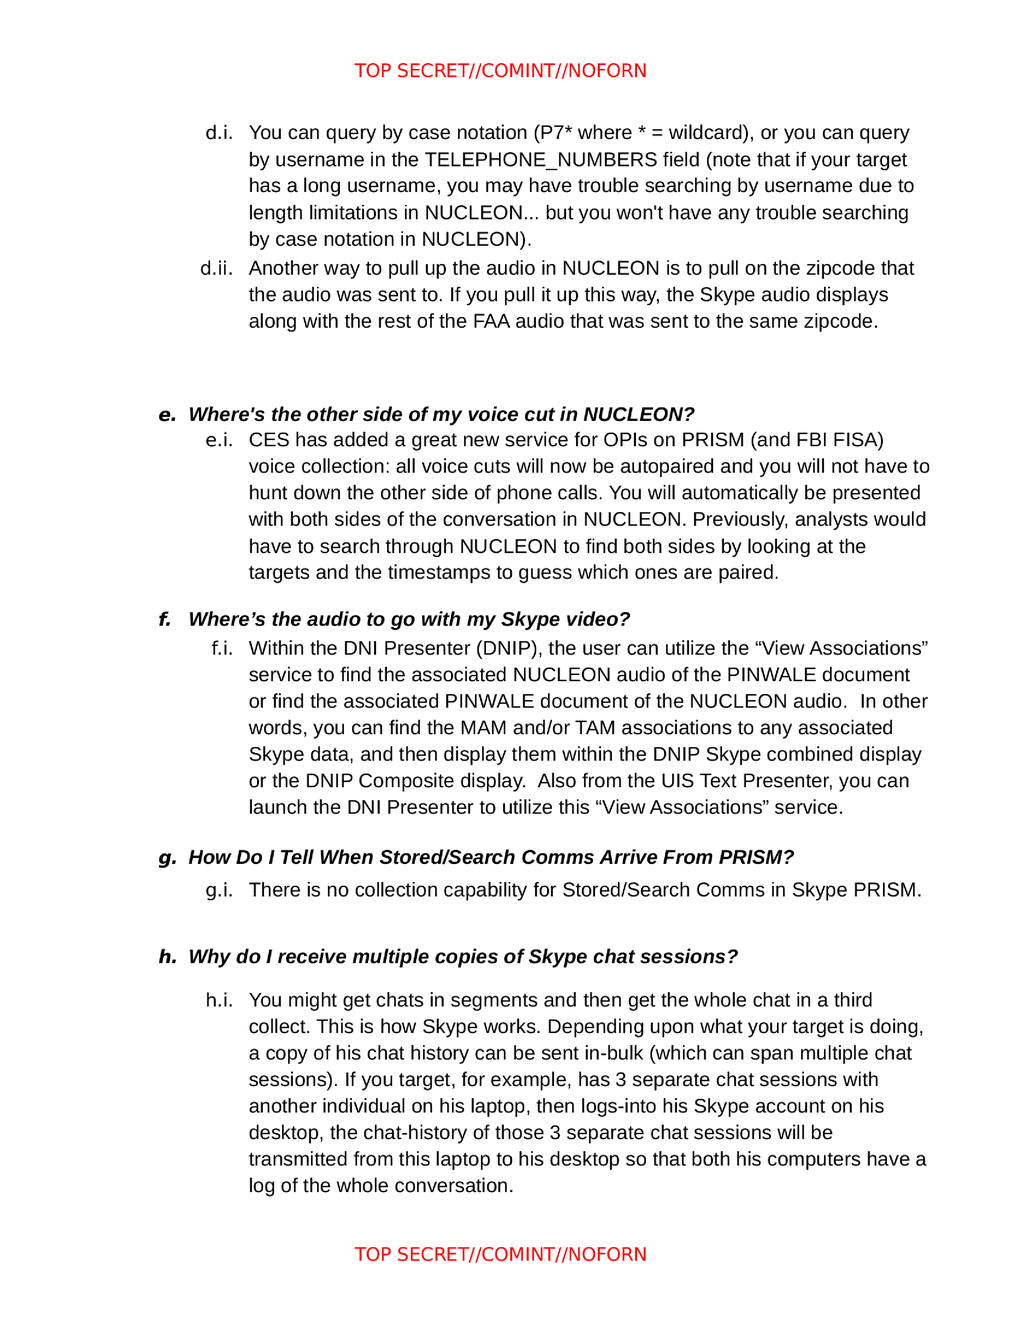 TOP SECRET//COMINT//NOFORN
d.i. You can query by case notation (P7* where * = wildcard), or you can query
by username in the TELEPHONE_NUMBERS field (note that if your target
has a long username, you may have trouble searching by username due to
length limitations in NUCLEON... but you won't have any trouble searching
by case notation in NUCLEON).
d.ii. Another way to pull up the audio in NUCLEON is to pull on the zipcode that
the audio was sent to. If you pull it up this way, the Skype audio displays
along with the rest of the FAA audio that was sent to the same zipcode.
e. Where's the other side of my voice cut in NUCLEON?
e.i. CES has added a great new service for OPIs on PRISM (and FBI FISA)
voice collection: all voice cuts will now be autopaired and you will not have to
hunt down the other side of phone calls. You will automatically be presented
with both sides of the conversation in NUCLEON. Previously, analysts would
have to search through NUCLEON to find both sides by looking at the
targets and the timestamps to guess which ones are paired.
f. Where’s the audio to go with my Skype video?
f.i. Within the DNI Presenter (DNIP), the user can utilize the “View Associations”
service to find the associated NUCLEON audio of the PINWALE document
or find the associated PINWALE document of the NUCLEON audio.  In other
words, you can find the MAM and/or TAM associations to any associated
Skype data, and then display them within the DNIP Skype combined display
or the DNIP Composite display.  Also from the UIS Text Presenter, you can
launch the DNI Presenter to utilize this “View Associations” service.
g. How Do I Tell When Stored/Search Comms Arrive From PRISM?
g.i. There is no collection capability for Stored/Search Comms in Skype PRISM.
h. Why do I receive multiple copies of Skype chat sessions?
h.i. You might get chats in segments and then get the whole chat in a third
collect. This is how Skype works. Depending upon what your target is doing,
a copy of his chat history can be sent in-bulk (which can span multiple chat
sessions). If you target, for example, has 3 separate chat sessions with
another individual on his laptop, then logs-into his Skype account on his
desktop, the chat-history of those 3 separate chat sessions will be
transmitted from this laptop to his desktop so that both his computers have a
log of the whole conversation.
TOP SECRET//COMINT//NOFORN